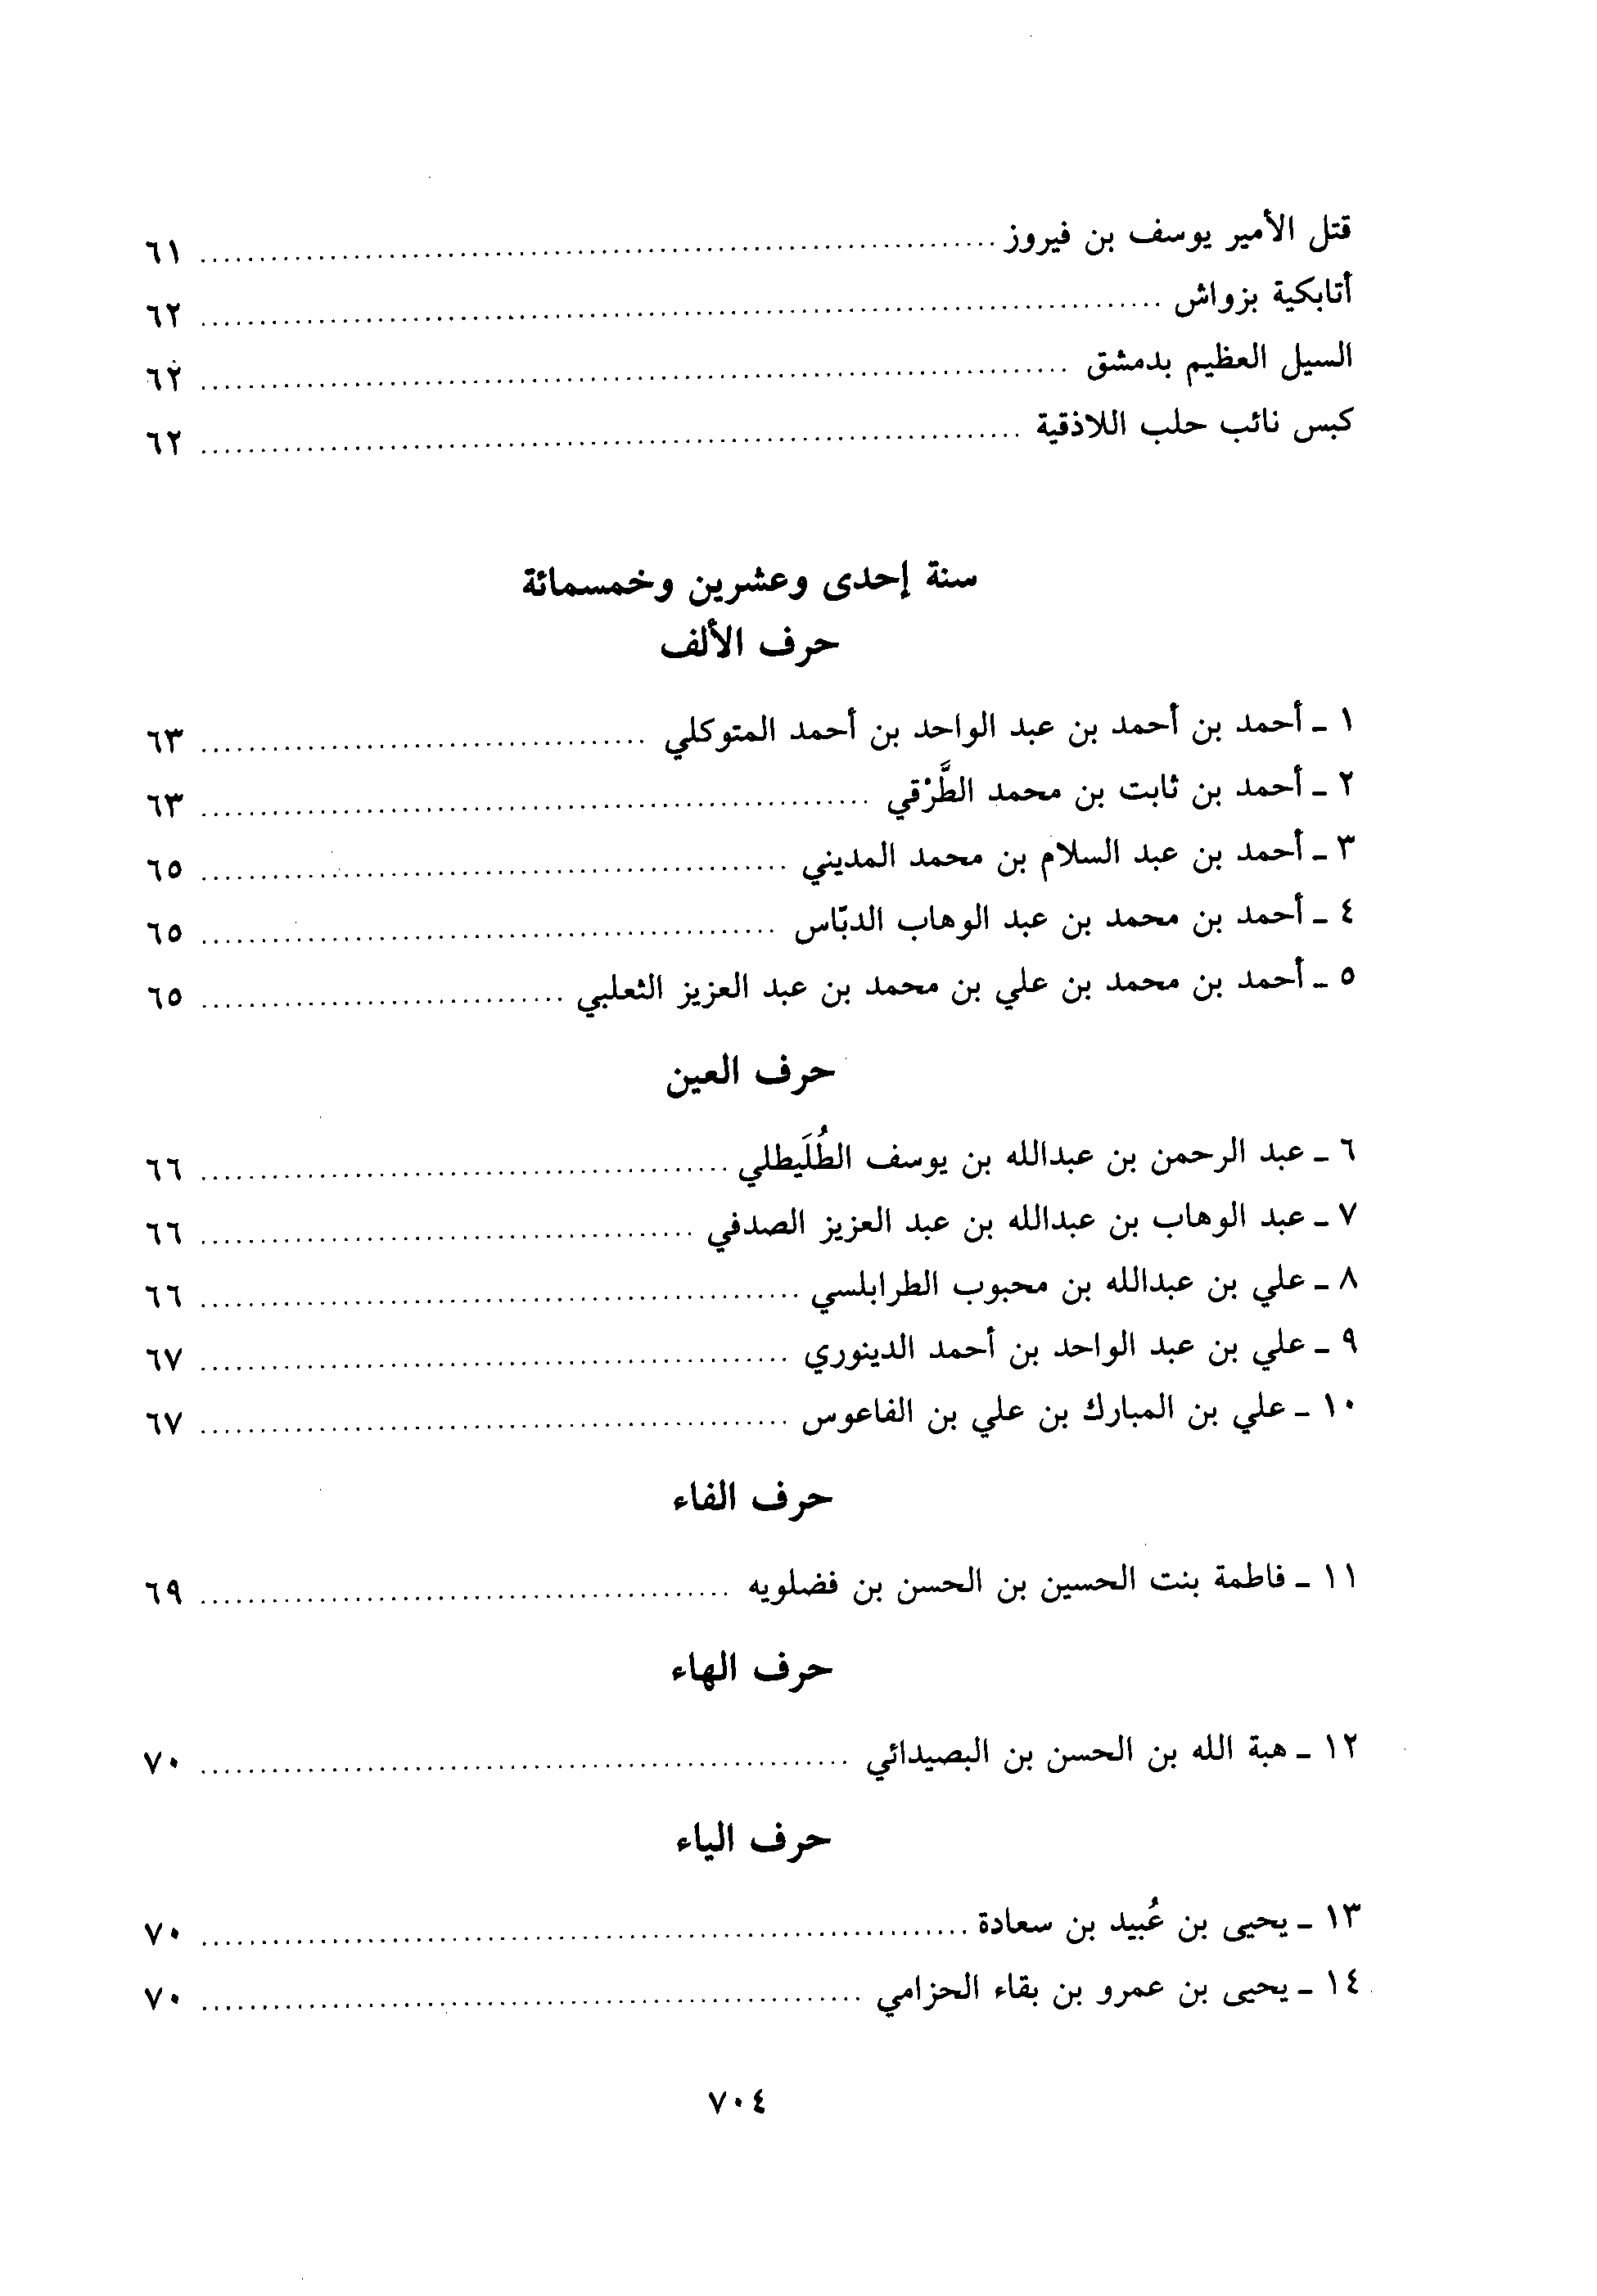 قتل الأمير يوسف بن فيروز ........ ٦١
أتابكية بزواش ........ ٦٢
السيل العظيم بدمشق ........ ٦٢
كبس نائب حلب اللاذقية ........ ٦٢
سنة إحدى وعشرين وخمسمائة
حرف الألف
١ - أحمد بن أحمد بن عبد الواحد بن أحمد المتوكلي ........ ٦٣
٢ - أحمد بن ثابت بن محمد الطَّرْقي ........ ٦٣
٣ - أحمد بن عبد السلام بن محمد المديني ........ ٦٥
٤ - أحمد بن محمد بن عبد الوهاب الدبّاس ........ ٦٥
٥ - أحمد بن محمد بن علي بن محمد بن عبد العزيز الثعلبي ........ ٦٥
حرف العين
٦ - عبد الرحمن بن عبدالله بن يوسف الطُلَيطلي ........ ٦٦
٧ - عبد الوهاب بن عبدالله بن عبد العزيز الصدفي ........ ٦٦
٨ - علي بن عبدالله بن محبوب الطرابلسي ........ ٦٦
٩ - علي بن عبد الواحد بن أحمد الدينوري ........ ٦٧
١٠ - علي بن المبارك بن علي بن الفاعوس ........ ٦٧
حرف الفاء
١١ - فاطمة بنت الحسين بن الحسن بن فضلويه ........ ٦٩
حرف الهاء
١٢ - هبة الله بن الحسن بن البصيدائي ........ ٧٠
حرف الياء
١٣ - يحيى بن عُبيد بن سعادة ........ ٧٠
١٤ - يحيى بن عمرو بن بقاء الحزامي ........ ٧٠
٧٠٤